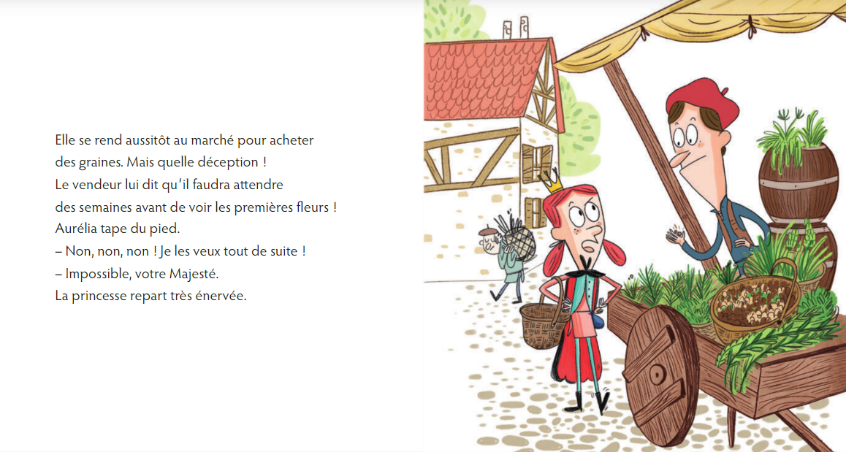 Elle se rend aussitôt au marché pour acheter
des graines. Mais quelle déception !
Le vendeur lui dit qu'il faudra attendre
des semaines avant de voir les premières fleurs !
Aurélia tape du pied.
– Non, non, non ! Je les veux tout de suite !
– Impossible, votre Majesté.
La princesse repart très énervée.